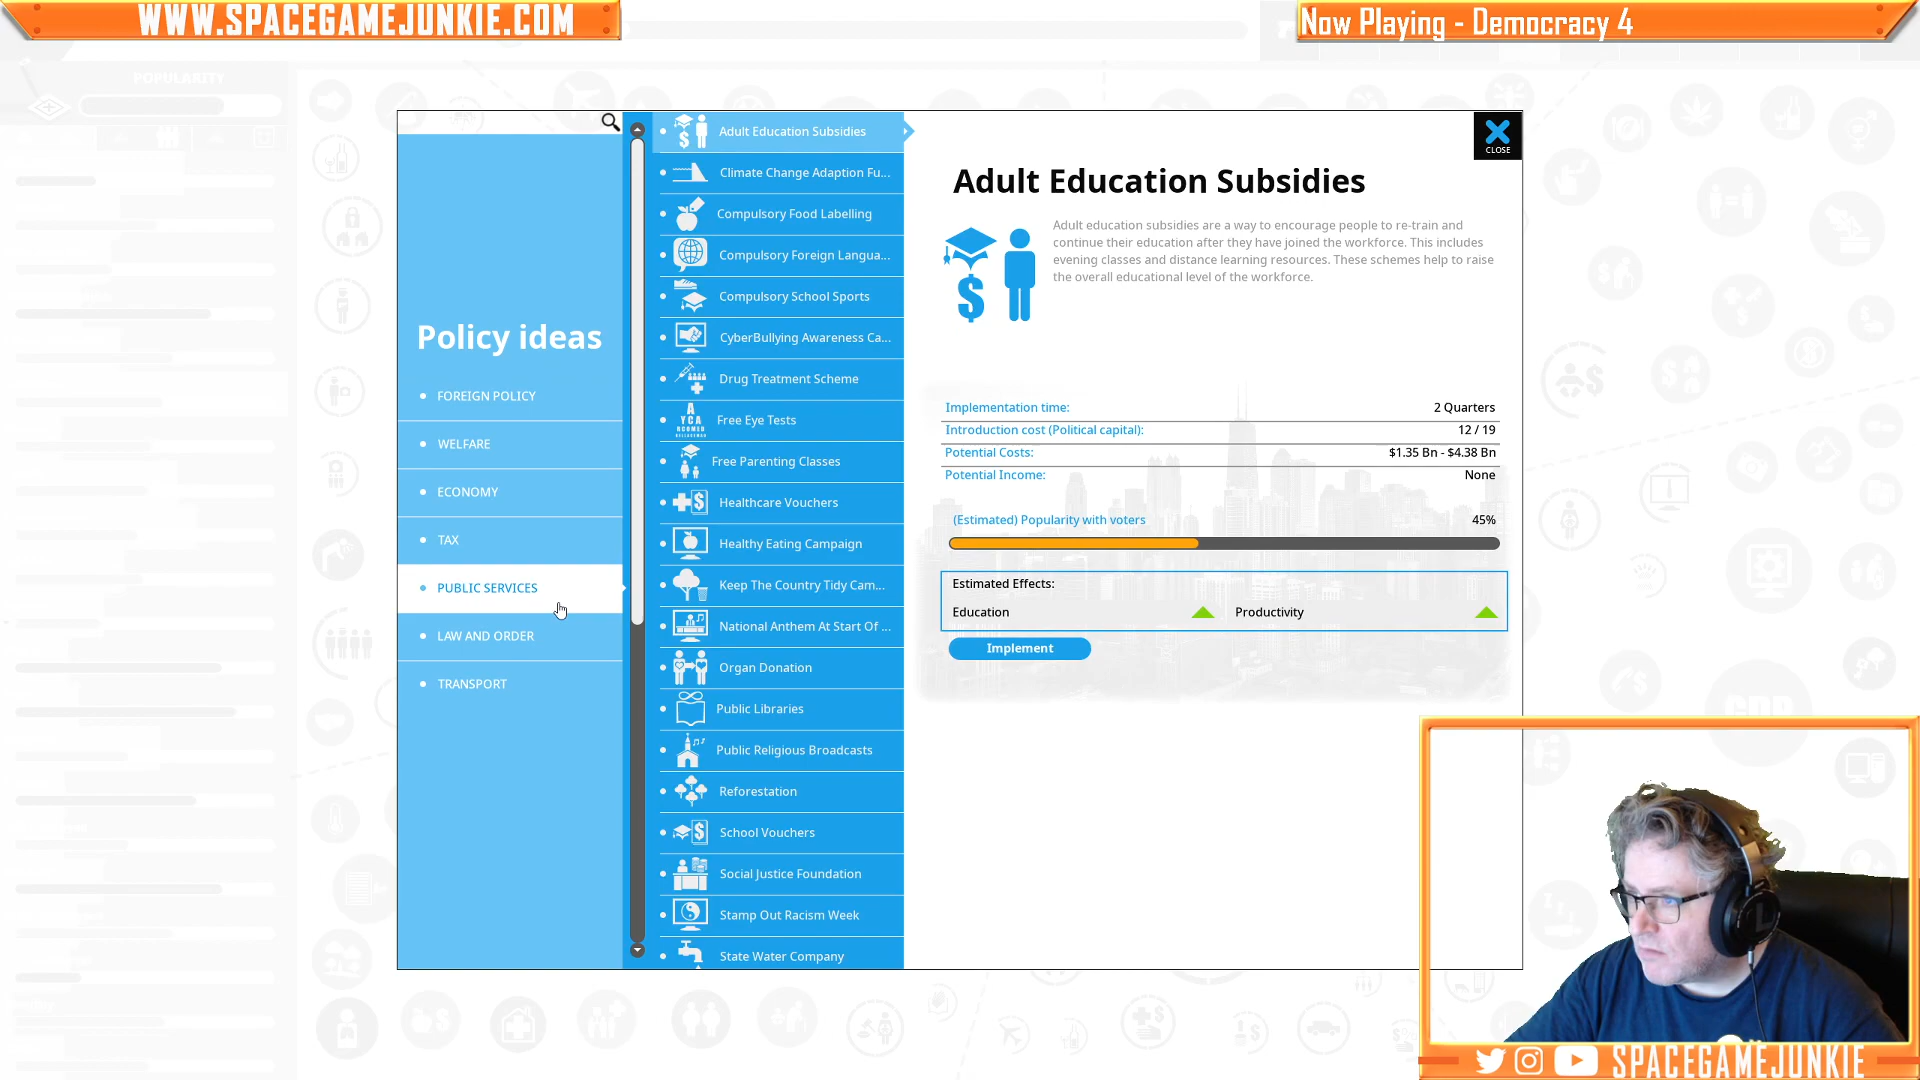 WWW.SPACEGAMEJUNKIE.COM
Now Playing - Democracy 4
POPULARITY
Policy ideas
FOREIGN POLICY
WELFARE
ECONOMY
TAX
PUBLIC SERVICES
LAW AND ORDER
TRANSPORT
Adult Education Subsidies
Climate Change Adaption Fu...
Compulsory Food Labelling
Compulsory Foreign Langua...
Compulsory School Sports
CyberBullying Awareness Ca...
Drug Treatment Scheme
Free Eye Tests
Free Parenting Classes
Healthcare Vouchers
Healthy Eating Campaign
Keep The Country Tidy Cam...
National Anthem At Start Of ...
Organ Donation
Public Libraries
Public Religious Broadcasts
Reforestation
School Vouchers
Social Justice Foundation
Stamp Out Racism Week
State Water Company
CLOSE
Adult Education Subsidies
Adult education subsidies are a way to encourage people to re-train and
continue their education after they have joined the workforce. This includes
evening classes and distance learning resources. These schemes help to raise
the overall educational level of the workforce.
Implementation time: 2 Quarters
Introduction cost (Political capital): 12 / 19
Potential Costs: $1.35 Bn - $4.38 Bn
Potential Income: None
(Estimated) Popularity with voters 45%
Estimated Effects:
Education Productivity
Implement
GDP
SPACEGAMEJUNKIE